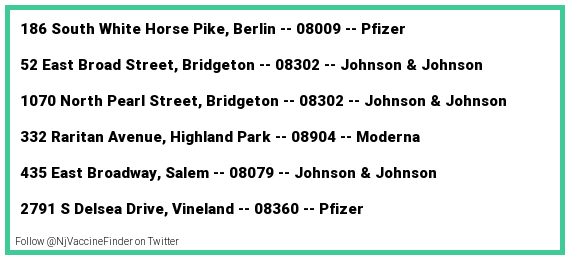 186 South White Horse Pike, Berlin -- 08009 -- Pfizer
52 East Broad Street, Bridgeton -- 08302 -- Johnson & Johnson
1070 North Pearl Street, Bridgeton -- 08302 -- Johnson & Johnson
332 Raritan Avenue, Highland Park -- 08904 -- Moderna
435 East Broadway, Salem -- 08079 -- Johnson & Johnson
2791 S Delsea Drive, Vineland -- 08360 -- Pfizer
Follow @NjVaccineFinder on Twitter